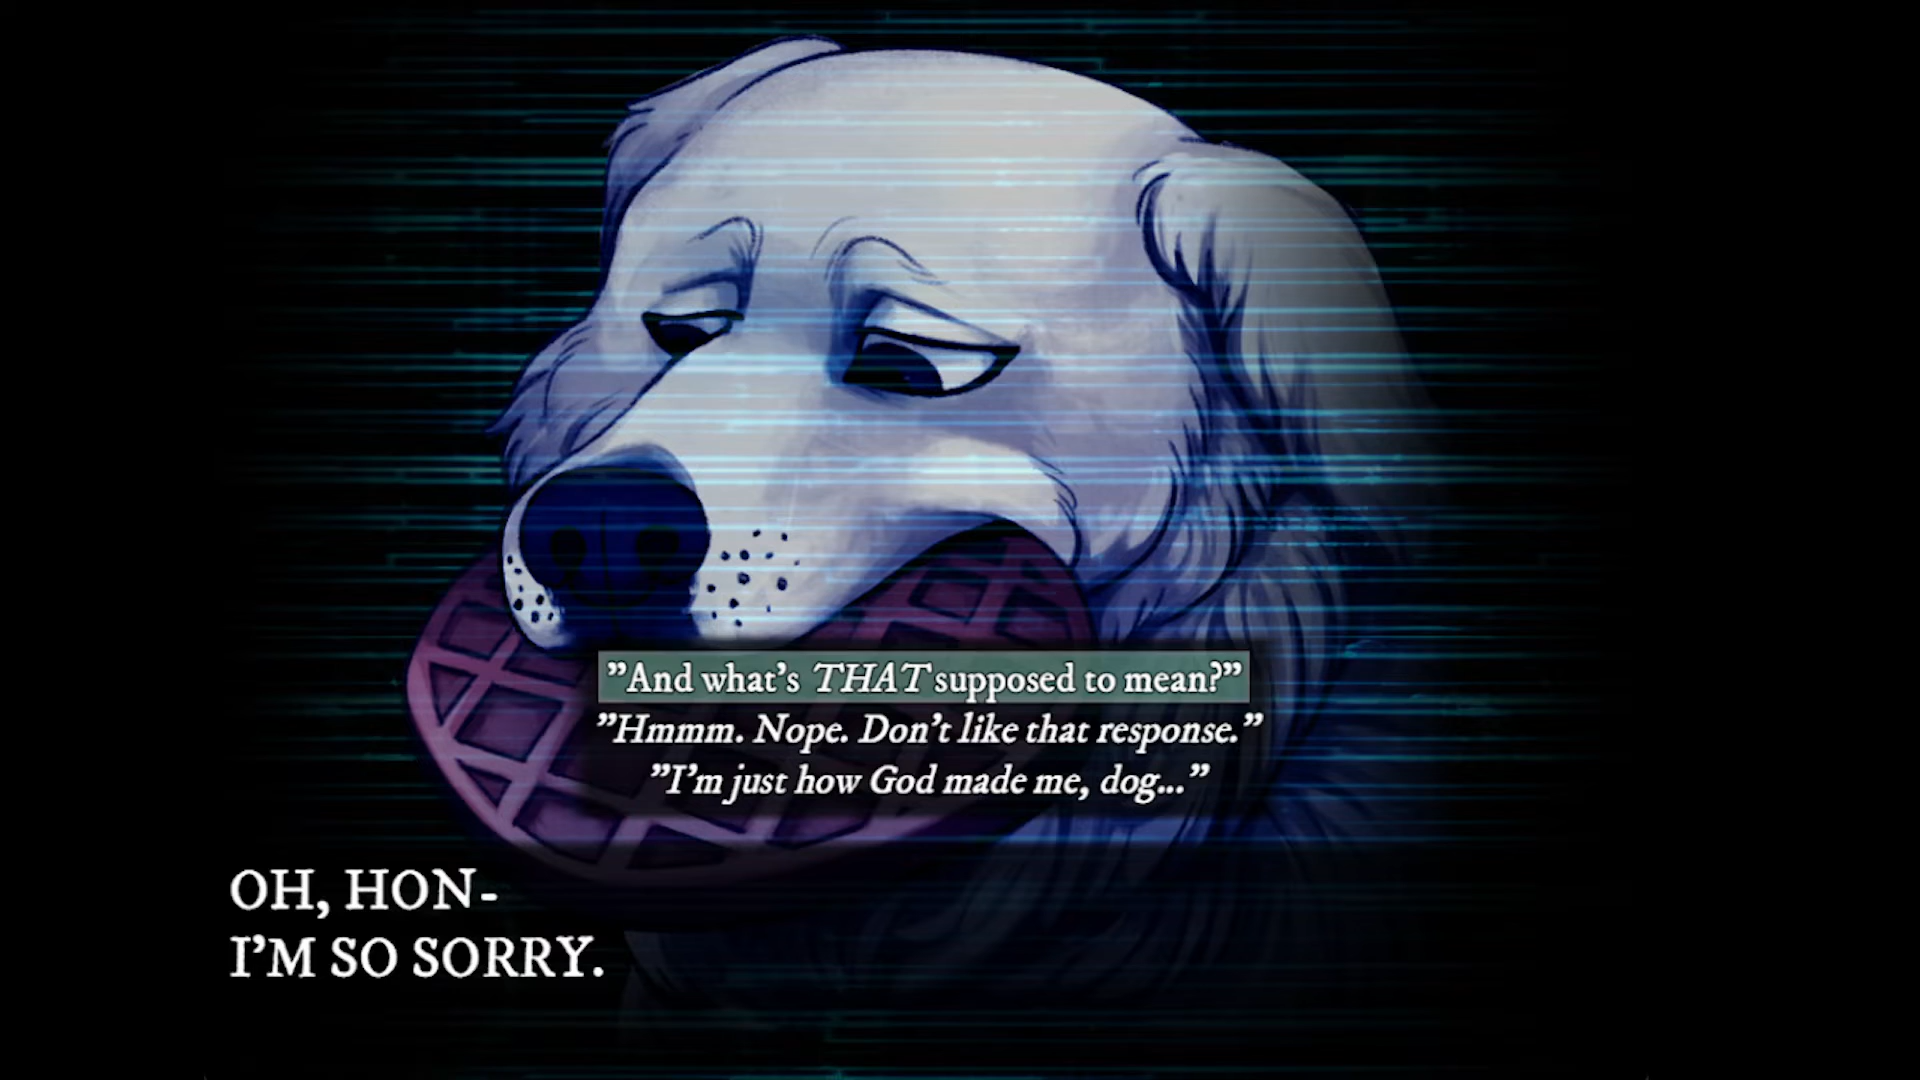 ”And what’s THAT supposed to mean?”
”Hmmm. Nope. Don’t like that response.”
”I’m just how God made me, dog...”
OH, HON-
I’M SO SORRY.